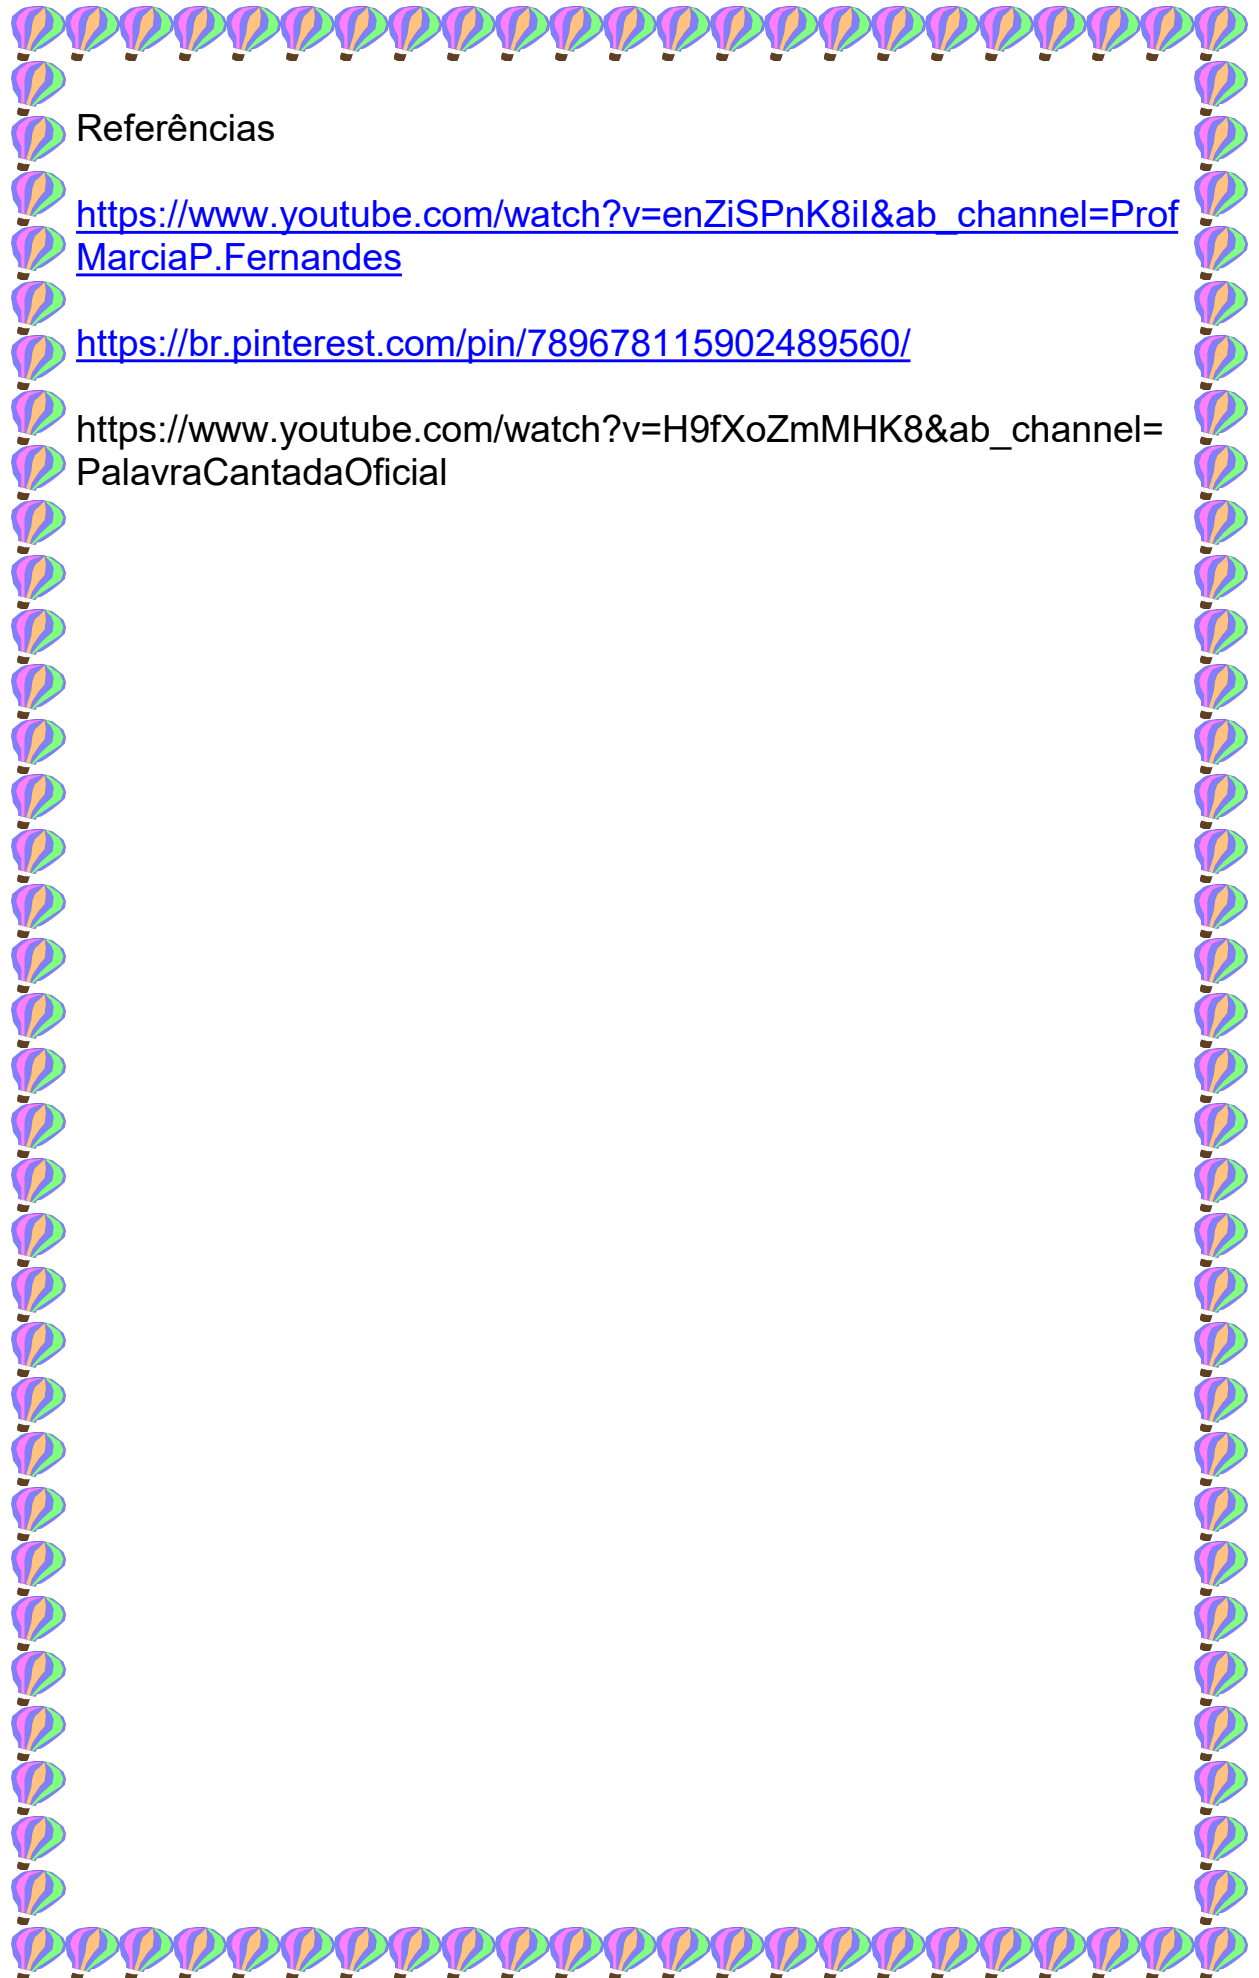 Referências
https://www.youtube.com/watch?v=enZiSPnK8iI&ab_channel=Prof
MarciaP.Fernandes
https://br.pinterest.com/pin/789678115902489560/
https://www.youtube.com/watch?v=H9fXoZmMHK8&ab_channel=
PalavraCantadaOficial